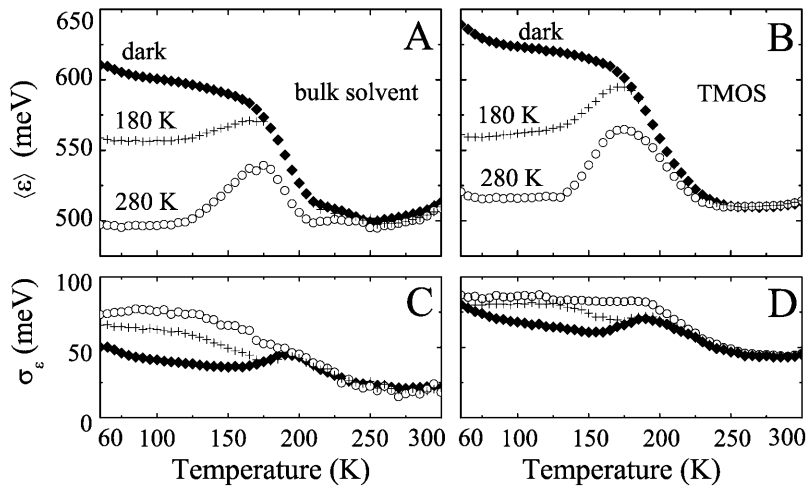 650
600
550
500
⟨ε⟩ (meV)
dark
A
bulk solvent
180 K
280 K
dark
B
TMOS
180 K
280 K
100
50
0
σε (meV)
C
D
60 100 150 200 250 300
60 100 150 200 250 300
Temperature (K)
Temperature (K)